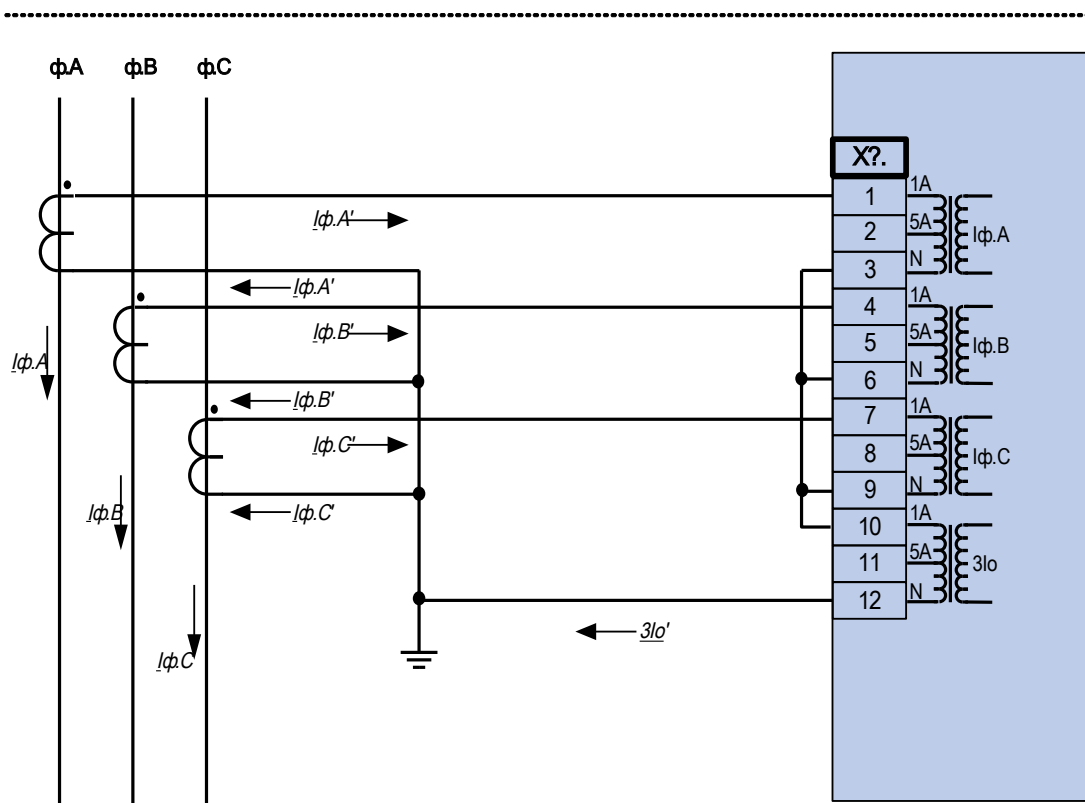 ф.А ф.В ф.С
X?.
1 1A
Iф.A' 2 5A Iф.A
3 N
Iф.A' 4 1A
Iф.B' 5 5A Iф.B
Iф.A
6 N
Iф.B' 7 1A
Iф.C' 8 5A Iф.C
9 N
Iф.B Iф.C' 10 1A
11 5A 3Io
12 N
3Io'
Iф.C